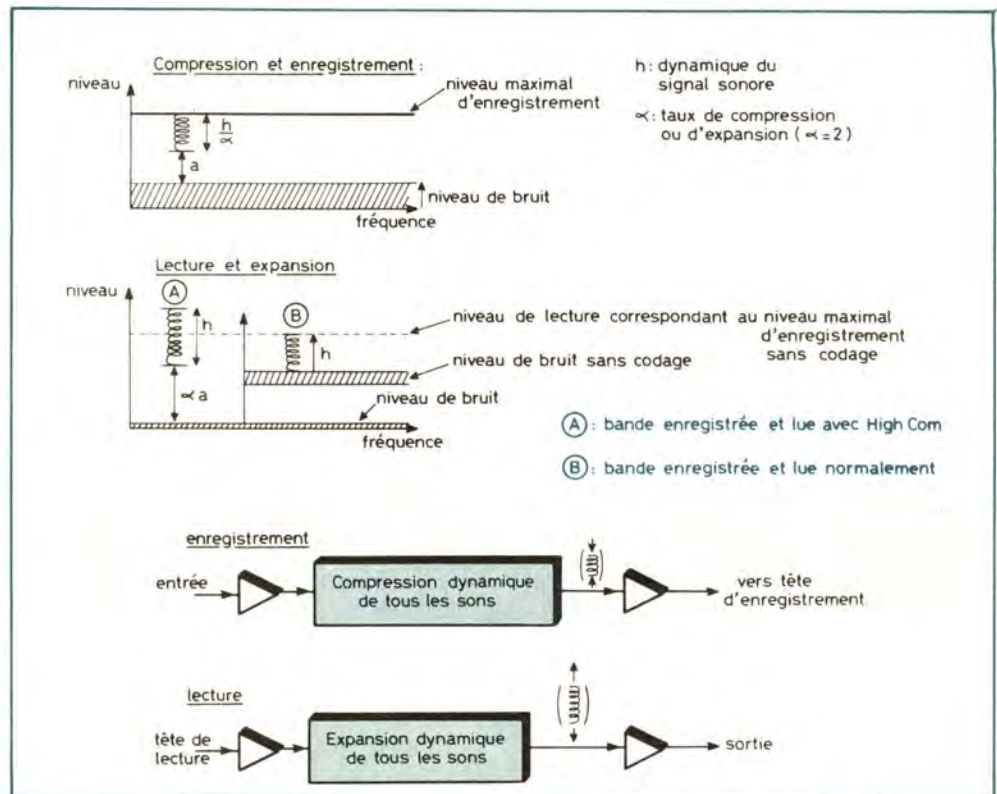 Compression et enregistrement :
niveau
niveau maximal
d'enregistrement
h : dynamique du
signal sonore
∝ : taux de compression
ou d'expansion ( ∝ = 2 )
h
∝
a
niveau de bruit
fréquence
Lecture et expansion
niveau
A
B
h
h
∝ a
niveau de lecture correspondant au niveau maximal
d'enregistrement
sans codage
niveau de bruit sans codage
niveau de bruit
fréquence
A : bande enregistrée et lue avec High Com
B : bande enregistrée et lue normalement
enregistrement
entrée
Compression dynamique
de tous les sons
vers tête
d'enregistrement
lecture
tête de
lecture
Expansion dynamique
de tous les sons
sortie